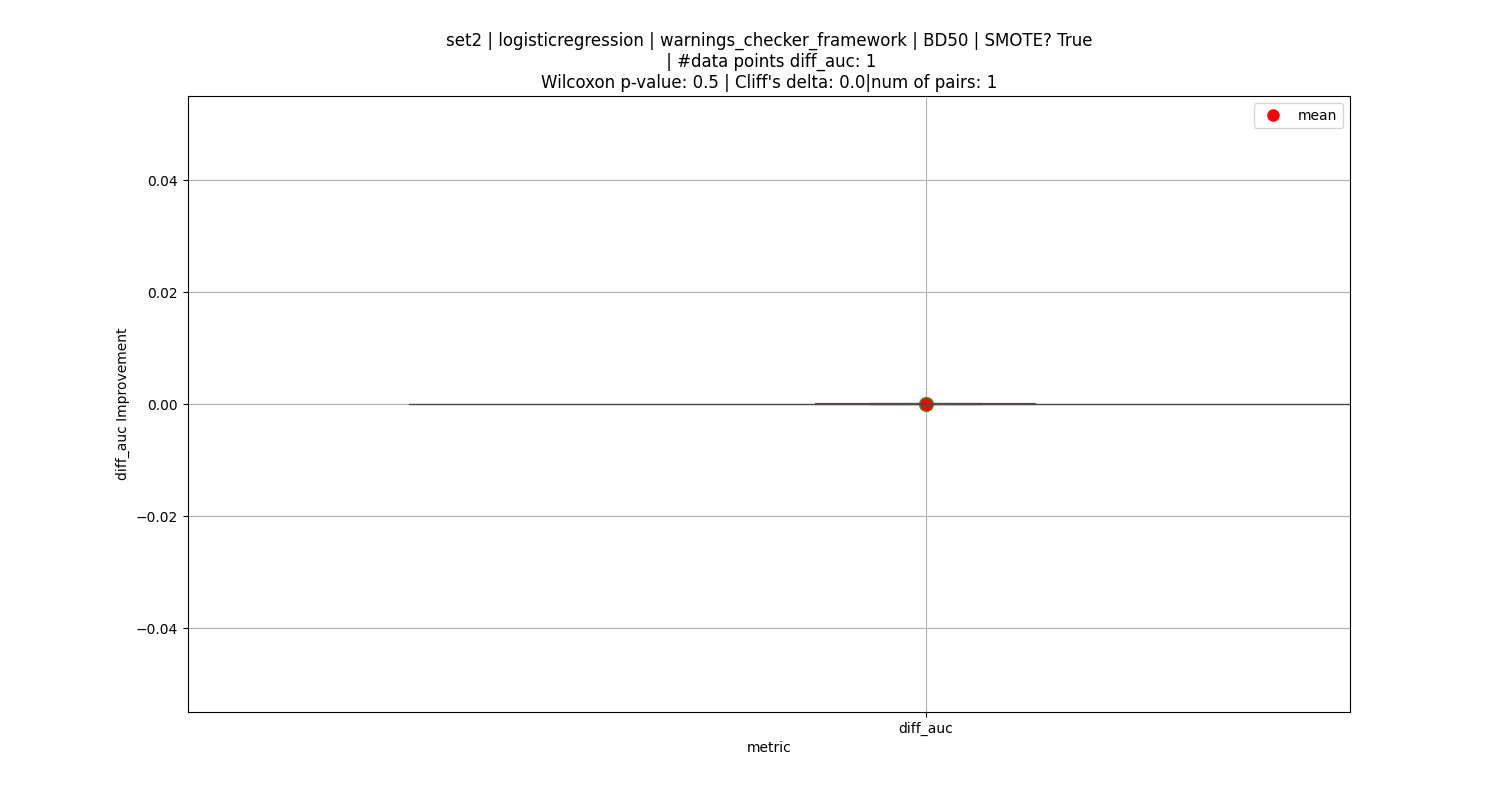 set2 | logisticregression | warnings_checker_framework | BD50 | SMOTE? True
| #data points diff_auc: 1
Wilcoxon p-value: 0.5 | Cliff's delta: 0.0|num of pairs: 1
mean
0.04
0.02
0.00
−0.02
−0.04
diff_auc Improvement
diff_auc
metric